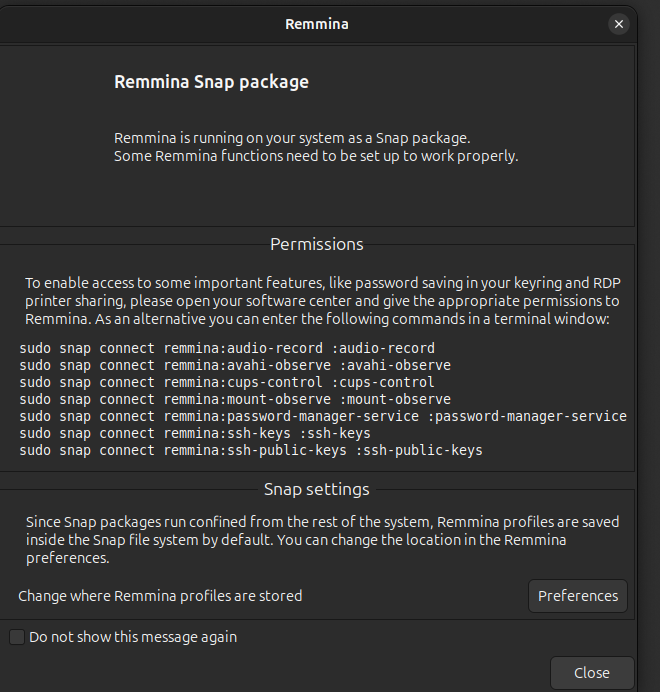 Remmina
Remmina Snap package
Remmina is running on your system as a Snap package.
Some Remmina functions need to be set up to work properly.
Permissions
To enable access to some important features, like password saving in your keyring and RDP
printer sharing, please open your software center and give the appropriate permissions to
Remmina. As an alternative you can enter the following commands in a terminal window:
sudo snap connect remmina:audio-record :audio-record
sudo snap connect remmina:avahi-observe :avahi-observe
sudo snap connect remmina:cups-control :cups-control
sudo snap connect remmina:mount-observe :mount-observe
sudo snap connect remmina:password-manager-service :password-manager-service
sudo snap connect remmina:ssh-keys :ssh-keys
sudo snap connect remmina:ssh-public-keys :ssh-public-keys
Snap settings
Since Snap packages run confined from the rest of the system, Remmina profiles are saved
inside the Snap file system by default. You can change the location in the Remmina
preferences.
Change where Remmina profiles are stored
Preferences
Do not show this message again
Close